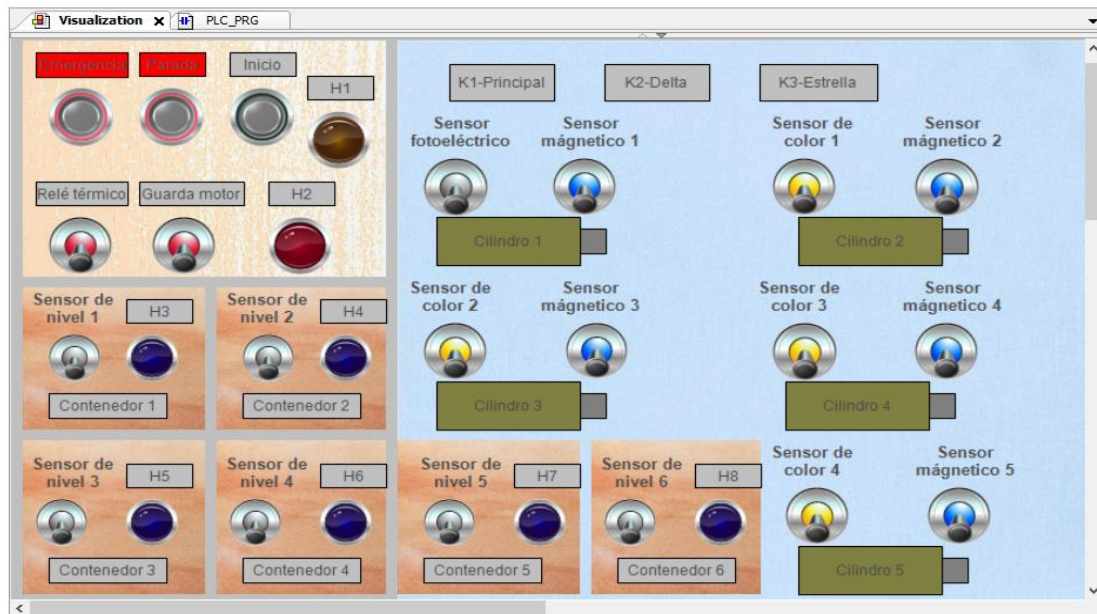 Visualization
PLC_PRG
Emergencia
Parada
Inicio
H1
Relé térmico
Guarda motor
H2
K1-Principal
K2-Delta
K3-Estrella
Sensor
fotoeléctrico
Sensor
mágnetico 1
Sensor de
color 1
Sensor
mágnetico 2
Cilindro 1
Cilindro 2
Sensor de
color 2
Sensor
mágnetico 3
Sensor de
color 3
Sensor
mágnetico 4
Cilindro 3
Cilindro 4
Sensor de
nivel 1
H3
Contenedor 1
Sensor de
nivel 2
H4
Contenedor 2
Sensor de
nivel 3
H5
Contenedor 3
Sensor de
nivel 4
H6
Contenedor 4
Sensor de
nivel 5
H7
Contenedor 5
Sensor de
nivel 6
H8
Contenedor 6
Sensor de
color 4
Sensor
mágnetico 5
Cilindro 5